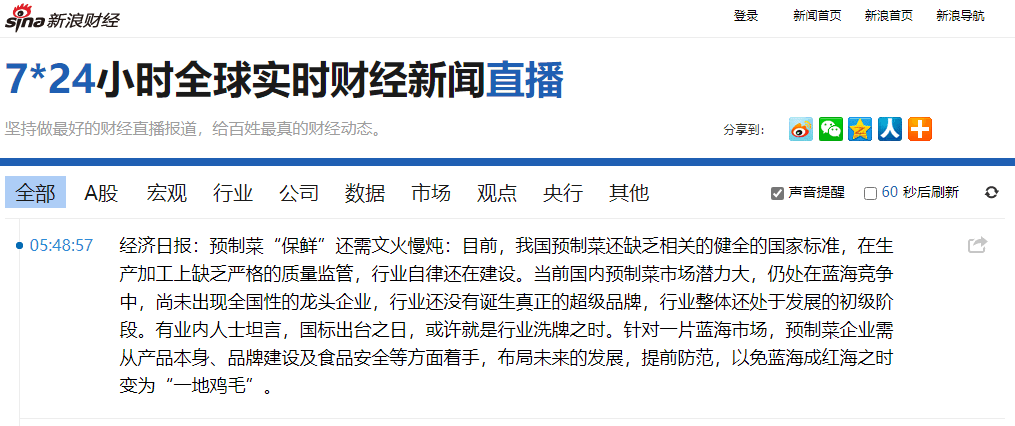 sina 新浪财经
登录 新闻首页 新浪首页 新浪导航
7*24小时全球实时财经新闻直播
坚持做最好的财经直播报道，给百姓最真的财经动态。
分享到：
全部 A股 宏观 行业 公司 数据 市场 观点 央行 其他
声音提醒 60 秒后刷新
05:48:57
经济日报：预制菜“保鲜”还需文火慢炖：目前，我国预制菜还缺乏相关的健全的国家标准，在生
产加工上缺乏严格的质量监管，行业自律还在建设。当前国内预制菜市场潜力大，仍处在蓝海竞争
中，尚未出现全国性的龙头企业，行业还没有诞生真正的超级品牌，行业整体还处于发展的初级阶
段。有业内人士坦言，国标出台之日，或许就是行业洗牌之时。针对一片蓝海市场，预制菜企业需
从产品本身、品牌建设及食品安全等方面着手，布局未来的发展，提前防范，以免蓝海成红海之时
变为“一地鸡毛”。